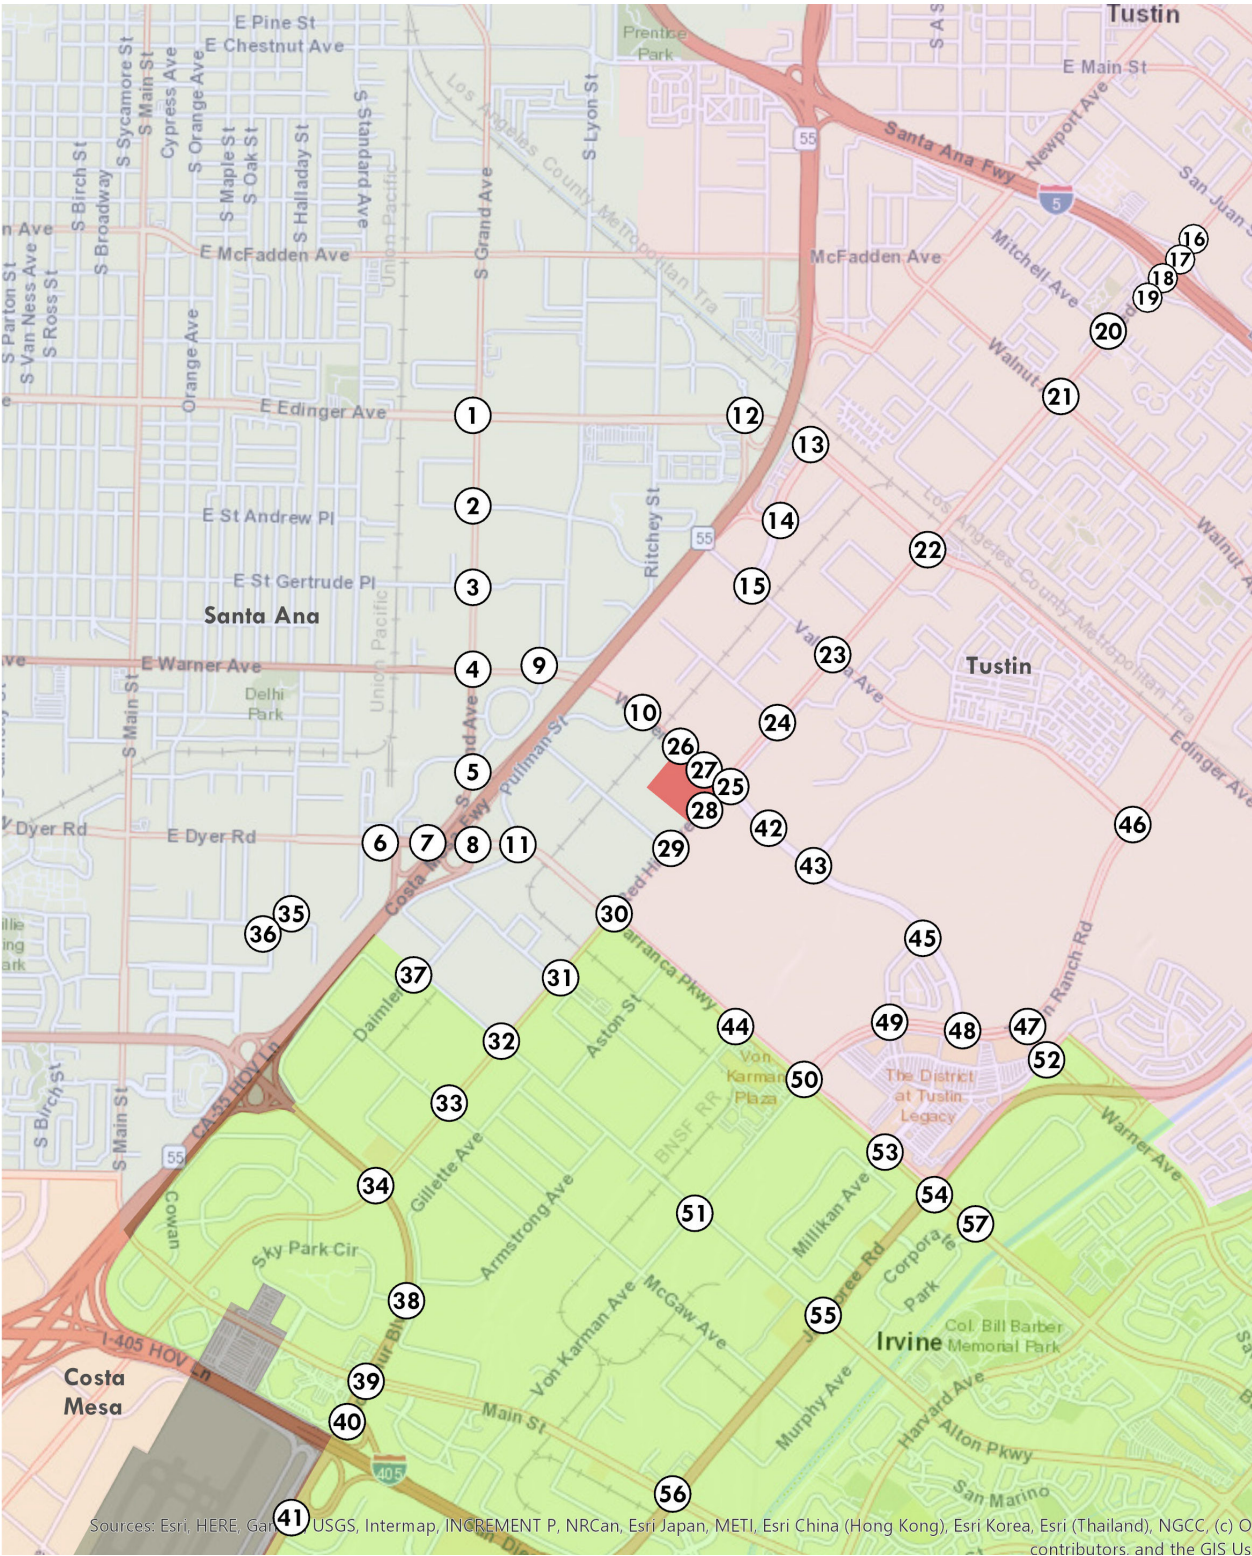 Tustin
E Pine St
E Chestnut Ave
Prentice
Park
E Main St
S Main St
S Sycamore St
Cypress Ave
S Orange Ave
S Standard Ave
S Lyon St
Los Angeles County Metropolitan Tra
55
Santa Ana Fwy
Newport Ave
San Juan S
5
S Birch St
S Broadway
S Maple St
S Oak St
S Halladay St
Union Pacific
S Grand Ave
n Ave
E McFadden Ave
McFadden Ave
Mitchell Ave
16
17
18
19
20
S Parton St
S Van Ness Ave
S Ross St
Orange Ave
Walnut
21
E Edinger Ave
1
12
13
2
E St Andrew Pl
14
Ritchey St
55
22
Los Angeles County Metropolitan Tra
Walnut A
E St Gertrude Pl
3
15
Santa Ana
Union Pacific
Ave
E Warner Ave
4
9
23
Tustin
Delhi
Park
S Main St
10
24
26
27
25
28
Edinger Ave
Pullman St
5
W Dyer Rd
E Dyer Rd
6
7
8
11
29
42
43
46
Costa
Fwy
Red Hi
35
36
30
45
37
31
Daimler
Aston St
arranca Pkwy
44
49
48
47
n Ranch Rd
52
32
33
Von
Karman
Plaza
50
The District
at Tustin
Legacy
CA-55 HOV Ln
S Birch St
S Main St
55
BNSF RR
Warner Ave
53
34
Gillette Ave
Armstrong Ave
51
Millikan Ave
54
57
Cowan
Sky Park Cir
Corporate
Park
38
Von Karman Ave
McGaw Ave
55
Irvine
Col. Bill Barber
Memorial Park
I-405 HOV Ln
Costa
Mesa
39
40
Main St
Murphy Ave
Harvard Ave
Alton Pkwy
405
San Marino
56
41
Sources: Esri, HERE, USGS, Intermap, INCREMENT P, NRCan, Esri Japan, METI, Esri China (Hong Kong), Esri Korea, Esri (Thailand), NGCC, (c) O
contributors, and the GIS Us